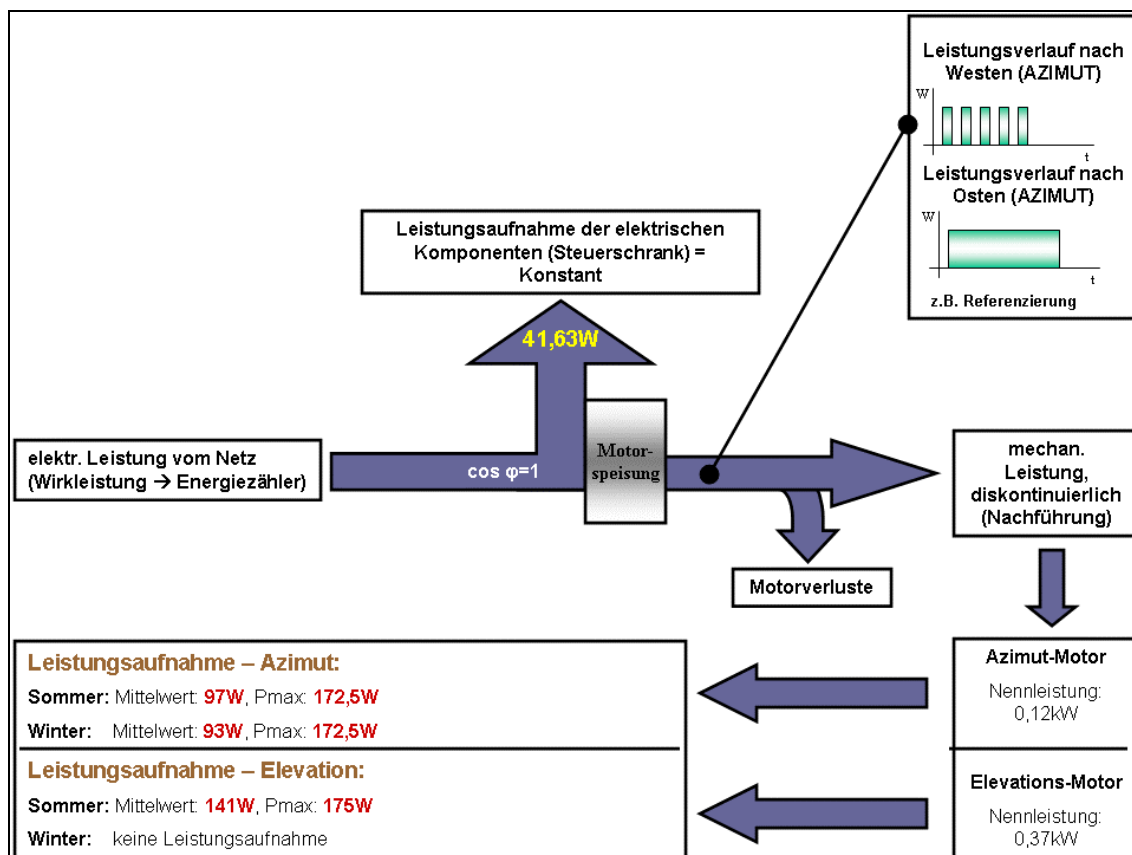 Leistungsverlauf nach
Westen (AZIMUT)
W
t
Leistungsverlauf nach
Osten (AZIMUT)
W
t
z.B. Referenzierung
Leistungsaufnahme der elektrischen
Komponenten (Steuerschrank) =
Konstant
41,63W
elektr. Leistung vom Netz
(Wirkleistung → Energiezähler)
cos φ=1
Motor-
speisung
mechan.
Leistung,
diskontinuierlich
(Nachführung)
Motorverluste
Leistungsaufnahme – Azimut:
Sommer: Mittelwert: 97W, Pmax: 172,5W
Winter: Mittelwert: 93W, Pmax: 172,5W
Azimut-Motor
Nennleistung:
0,12kW
Leistungsaufnahme – Elevation:
Sommer: Mittelwert: 141W, Pmax: 175W
Winter: keine Leistungsaufnahme
Elevations-Motor
Nennleistung:
0,37kW